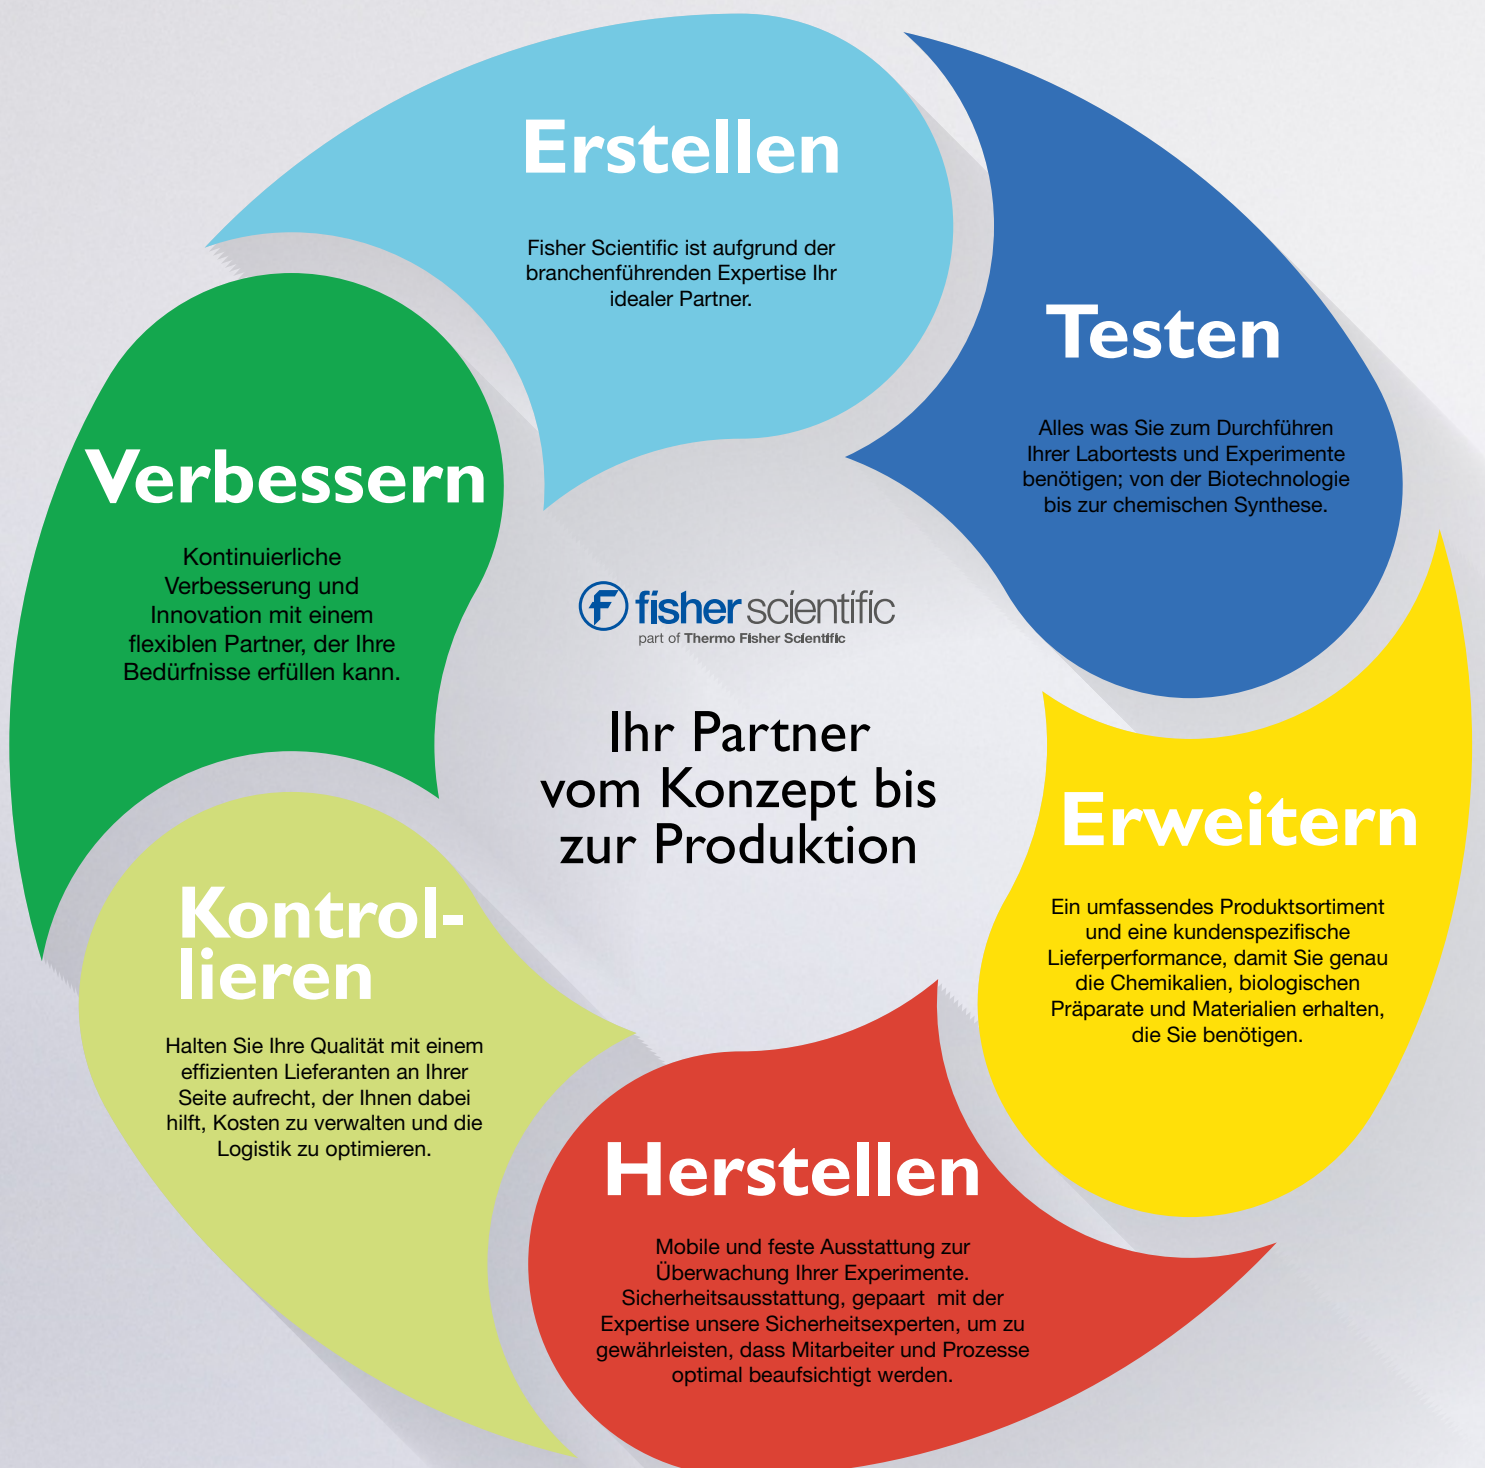 Erstellen
Fisher Scientific ist aufgrund der
branchenführenden Expertise Ihr
idealer Partner.
Testen
Alles was Sie zum Durchführen
Ihrer Labortests und Experimente
benötigen; von der Biotechnologie
bis zur chemischen Synthese.
Erweitern
Ein umfassendes Produktsortiment
und eine kundenspezifische
Lieferperformance, damit Sie genau
die Chemikalien, biologischen
Präparate und Materialien erhalten,
die Sie benötigen.
Herstellen
Mobile und feste Ausstattung zur
Überwachung Ihrer Experimente.
Sicherheitsausstattung, gepaart  mit der
Expertise unsere Sicherheitsexperten, um zu
gewährleisten, dass Mitarbeiter und Prozesse
optimal beaufsichtigt werden.
Kontrol-
lieren
Halten Sie Ihre Qualität mit einem
effizienten Lieferanten an Ihrer
Seite aufrecht, der Ihnen dabei
hilft, Kosten zu verwalten und die
Logistik zu optimieren.
Verbessern
Kontinuierliche
Verbesserung und
Innovation mit einem
flexiblen Partner, der Ihre
Bedürfnisse erfüllen kann.
fisher scientific
part of Thermo Fisher Scientific
Ihr Partner
vom Konzept bis
zur Produktion